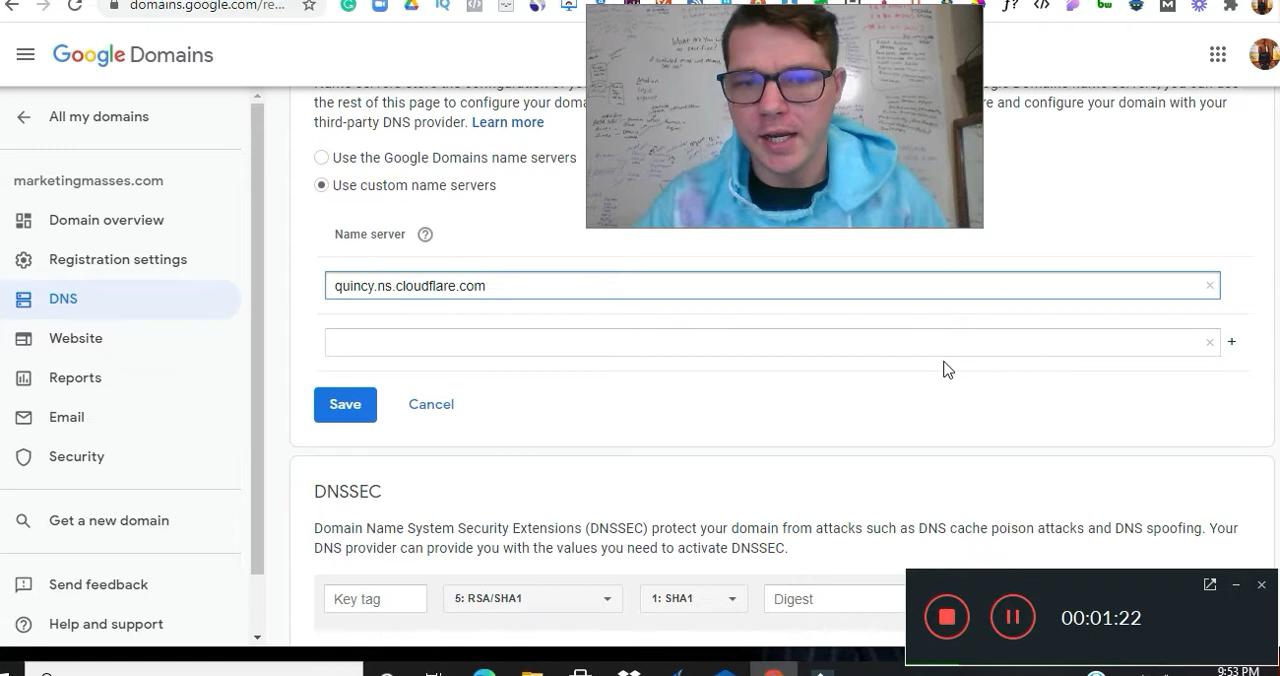 domains.google.com/re...
Google Domains
the rest of this page to configure your doma
re and configure your domain with your
third-party DNS provider. Learn more
All my domains
marketingmasses.com
Domain overview
Registration settings
DNS
Website
Reports
Email
Security
Get a new domain
Send feedback
Help and support
Use the Google Domains name servers
Use custom name servers
Name server
quincy.ns.cloudflare.com
Save
Cancel
DNSSEC
Domain Name System Security Extensions (DNSSEC) protect your domain from attacks such as DNS cache poison attacks and DNS spoofing. Your
DNS provider can provide you with the values you need to activate DNSSEC.
Key tag
5: RSA/SHA1
1: SHA1
Digest
00:01:22
9:53 PM